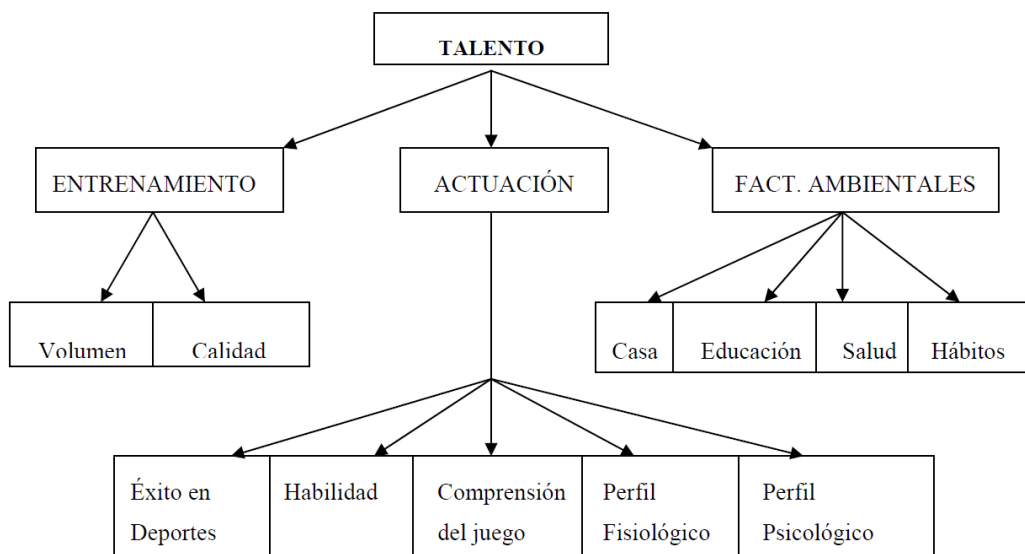 TALENTO
ENTRENAMIENTO
ACTUACIÓN
FACT. AMBIENTALES
Volumen
Calidad
Casa
Educación
Salud
Hábitos
Éxito en
Deportes
Habilidad
Comprensión
del juego
Perfil
Fisiológico
Perfil
Psicológico